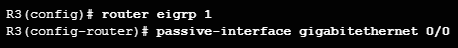 R3(config)# router eigrp 1
R3(config-router)# passive-interface gigabitethernet 0/0